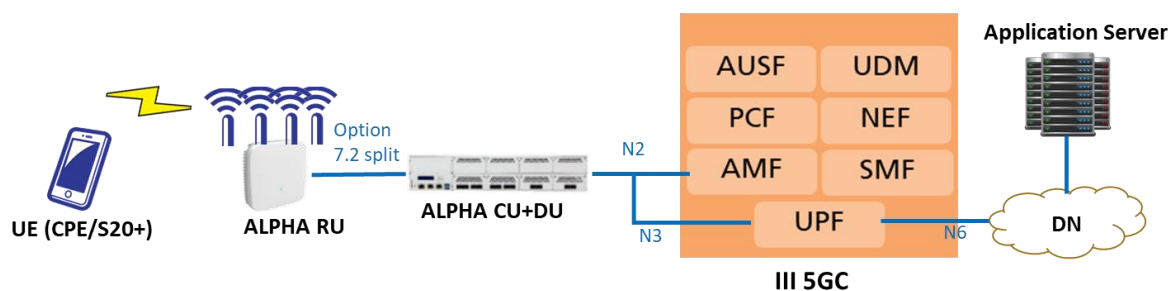 UE (CPE/S20+)
ALPHA RU
Option
7.2 split
ALPHA CU+DU
N2
N3
AUSF
UDM
PCF
NEF
AMF
SMF
UPF
III 5GC
N6
DN
Application Server